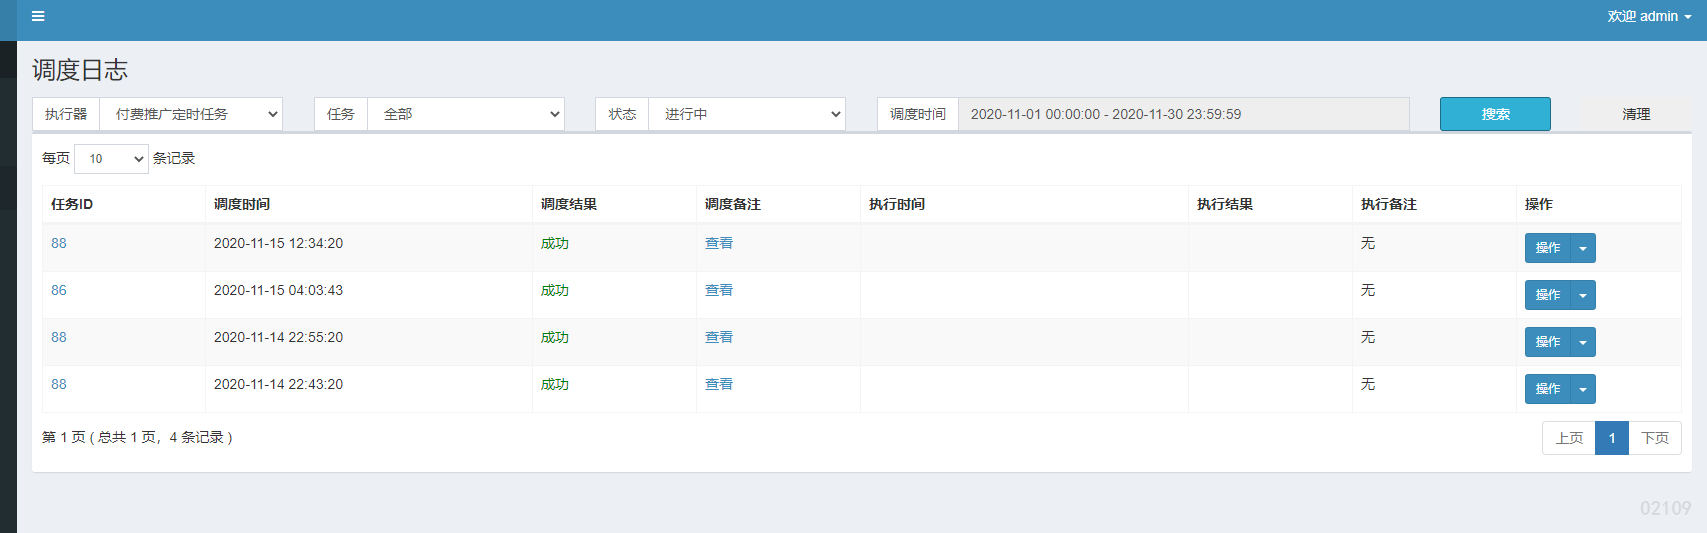 欢迎 admin
调度日志
执行器 付费推广定时任务 任务 全部 状态 进行中 调度时间 2020-11-01 00:00:00 - 2020-11-30 23:59:59 搜索 清理
每页 10 条记录
任务ID 调度时间 调度结果 调度备注 执行时间 执行结果 执行备注 操作
88 2020-11-15 12:34:20 成功 查看 无 操作
86 2020-11-15 04:03:43 成功 查看 无 操作
88 2020-11-14 22:55:20 成功 查看 无 操作
88 2020-11-14 22:43:20 成功 查看 无 操作
第 1 页 ( 总共 1 页，4 条记录 ) 上页 1 下页
02109